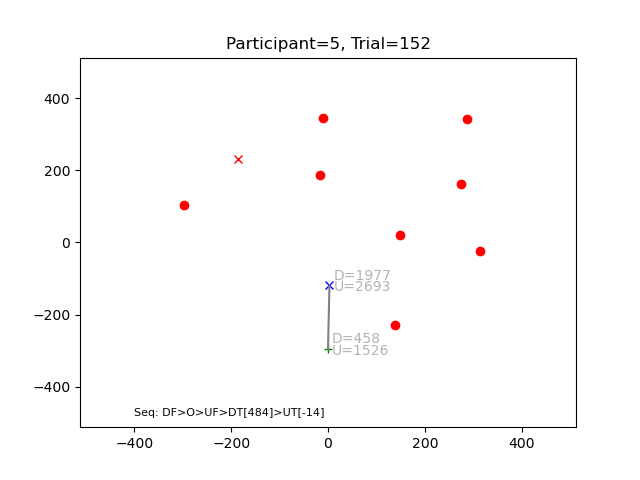 Participant=5, Trial=152
400
200
0
−200
−400
D=1977
U=2693
D=458
U=1526
Seq: DF>O>UF>DT[484]>UT[-14]
−400
−200
0
200
400